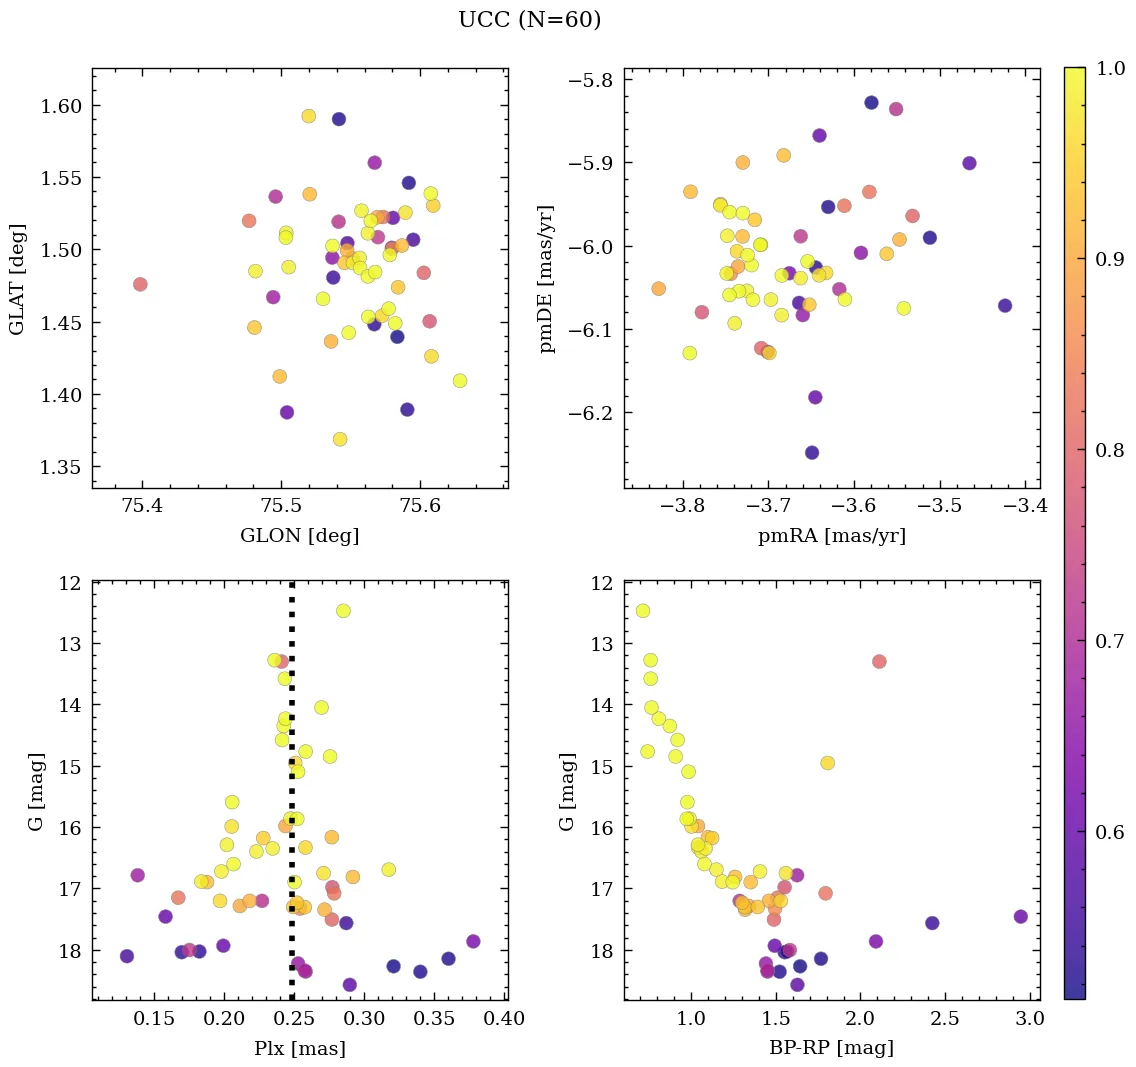 UCC (N=60)
1.60
1.55
1.50
1.45
1.40
1.35
GLAT [deg]
75.4 75.5 75.6
GLON [deg]
−5.8
−5.9
−6.0
−6.1
−6.2
pmDE [mas/yr]
−3.8 −3.7 −3.6 −3.5 −3.4
pmRA [mas/yr]
1.0
0.9
0.8
0.7
0.6
12
13
14
15
16
17
18
G [mag]
0.15 0.20 0.25 0.30 0.35 0.40
Plx [mas]
12
13
14
15
16
17
18
G [mag]
1.0 1.5 2.0 2.5 3.0
BP-RP [mag]